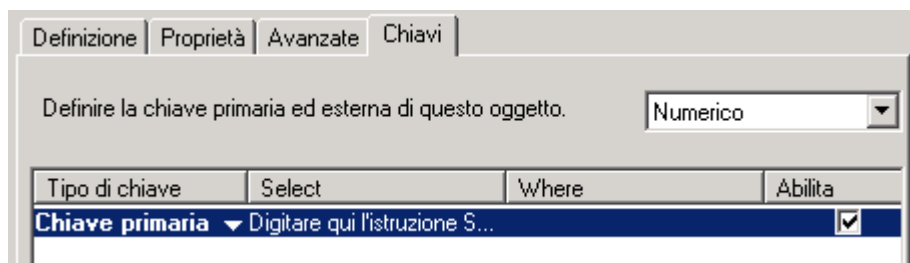 Definizione Proprietà Avanzate Chiavi
Definire la chiave primaria ed esterna di questo oggetto. Numerico
Tipo di chiave Select Where Abilita
Chiave primaria Digitare qui l'istruzione S...